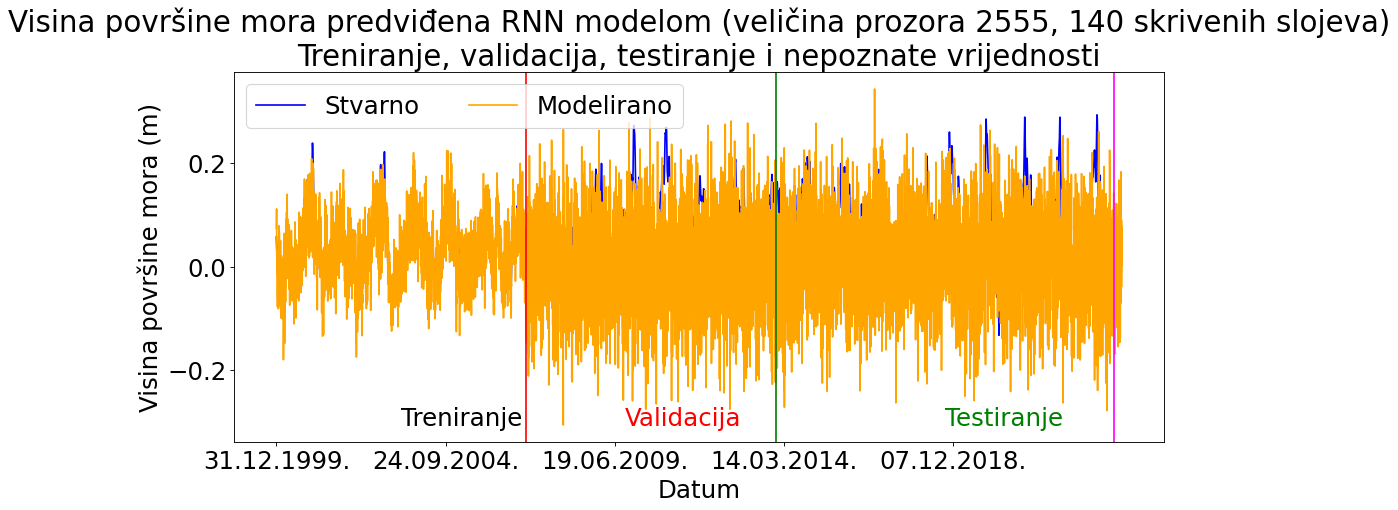 Visina površine mora predviđena RNN modelom (veličina prozora 2555, 140 skrivenih slojeva)
Treniranje, validacija, testiranje i nepoznate vrijednosti
Stvarno Modelirano
Visina površine mora (m)
0.2
0.0
−0.2
Treniranje Validacija Testiranje
31.12.1999. 24.09.2004. 19.06.2009. 14.03.2014. 07.12.2018.
Datum